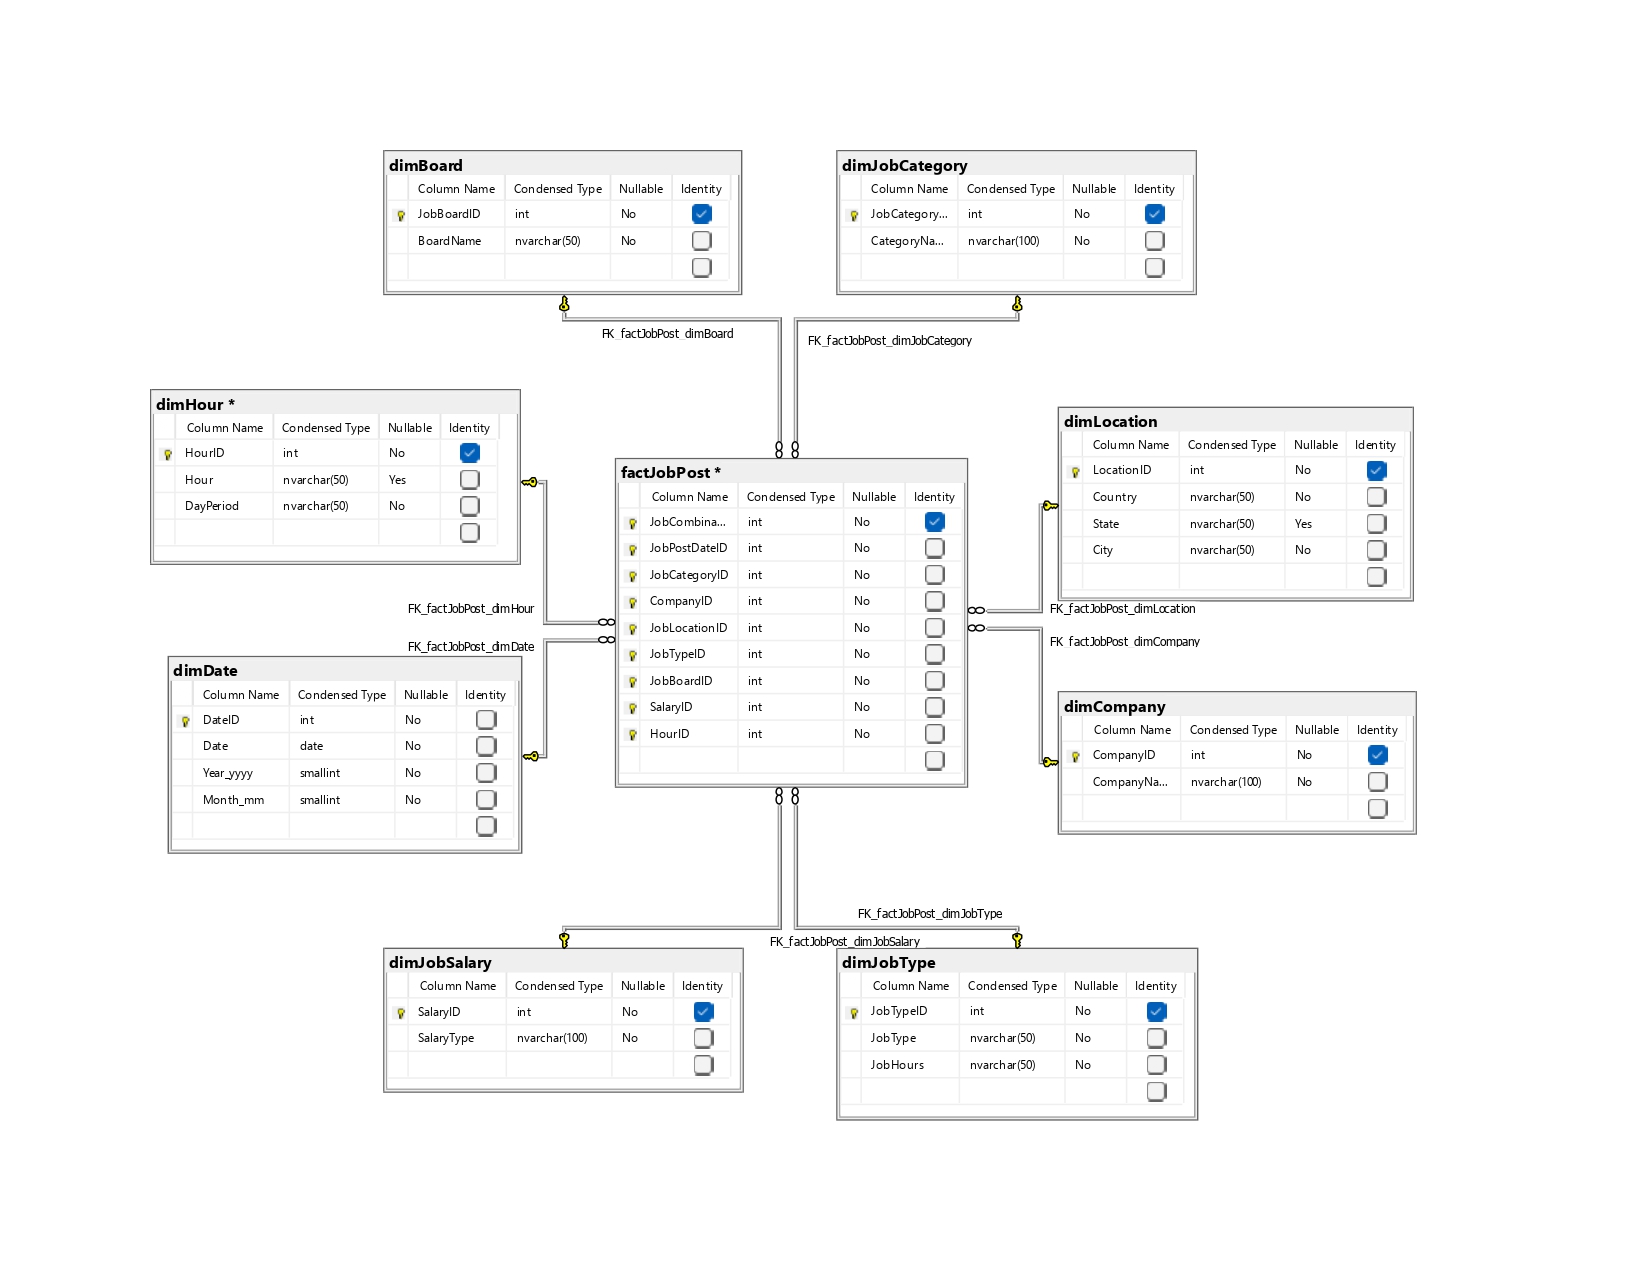 dimBoard
Column Name Condensed Type Nullable Identity
JobBoardID int No
BoardName nvarchar(50) No
dimJobCategory
Column Name Condensed Type Nullable Identity
JobCategory... int No
CategoryNa... nvarchar(100) No
FK_factJobPost_dimBoard
FK_factJobPost_dimJobCategory
dimHour *
Column Name Condensed Type Nullable Identity
HourID int No
Hour nvarchar(50) Yes
DayPeriod nvarchar(50) No
dimLocation
Column Name Condensed Type Nullable Identity
LocationID int No
Country nvarchar(50) No
State nvarchar(50) Yes
City nvarchar(50) No
factJobPost *
Column Name Condensed Type Nullable Identity
JobCombina... int No
JobPostDateID int No
JobCategoryID int No
CompanyID int No
JobLocationID int No
JobTypeID int No
JobBoardID int No
SalaryID int No
HourID int No
FK_factJobPost_dimHour
FK_factJobPost_dimDate
FK_factJobPost_dimLocation
FK_factJobPost_dimCompany
dimDate
Column Name Condensed Type Nullable Identity
DateID int No
Date date No
Year_yyyy smallint No
Month_mm smallint No
dimCompany
Column Name Condensed Type Nullable Identity
CompanyID int No
CompanyNa... nvarchar(100) No
FK_factJobPost_dimJobType
FK_factJobPost_dimJobSalary
dimJobSalary
Column Name Condensed Type Nullable Identity
SalaryID int No
SalaryType nvarchar(100) No
dimJobType
Column Name Condensed Type Nullable Identity
JobTypeID int No
JobType nvarchar(50) No
JobHours nvarchar(50) No